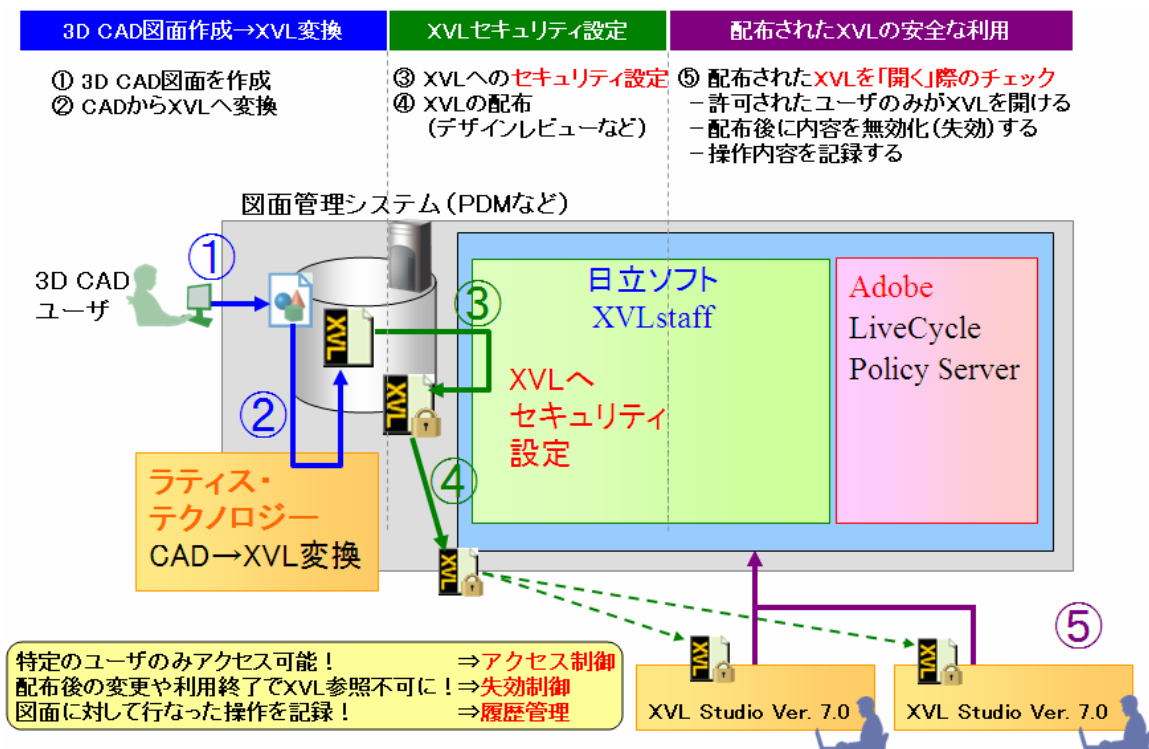 3D CAD図面作成→XVL変換
XVLセキュリティ設定
配布されたXVLの安全な利用
① 3D CAD図面を作成
② CADからXVLへ変換
③ XVLへのセキュリティ設定
④ XVLの配布
(デザインレビューなど)
⑤ 配布されたXVLを「開く」際のチェック
－許可されたユーザのみがXVLを開ける
－配布後に内容を無効化(失効)する
－操作内容を記録する
図面管理システム(PDMなど)
①
3D CAD
ユーザ
XVL
③
日立ソフト
XVLstaff
Adobe
LiveCycle
Policy Server
XVLへ
セキュリティ
設定
XVL
②
④
ラティス・
テクノロジー
CAD→XVL変換
XVL
⑤
XVL
XVL
XVL Studio Ver. 7.0
XVL Studio Ver. 7.0
特定のユーザのみアクセス可能！ ⇒アクセス制御
配布後の変更や利用終了でXVL参照不可に！⇒失効制御
図面に対して行なった操作を記録！ ⇒履歴管理